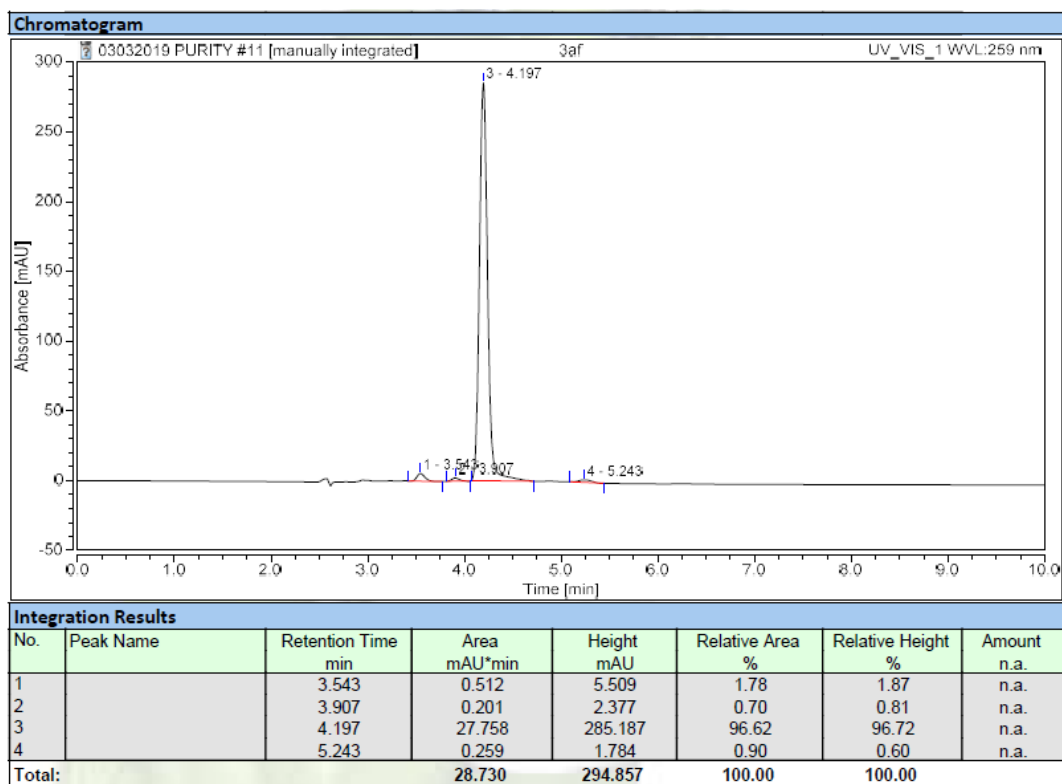 Chromatogram
03032019 PURITY #11 [manually integrated] 3af UV_VIS_1 WVL:259 nm
300
250
200
150
100
50
0
-50
Absorbance [mAU]
3 - 4.197
1 - 3.543
2 - 3.907
4 - 5.243
0.0 1.0 2.0 3.0 4.0 5.0 6.0 7.0 8.0 9.0 10.0
Time [min]
Integration Results
No. Peak Name Retention Time Area Height Relative Area Relative Height Amount
min mAU*min mAU % % n.a.
1 3.543 0.512 5.509 1.78 1.87 n.a.
2 3.907 0.201 2.377 0.70 0.81 n.a.
3 4.197 27.758 285.187 96.62 96.72 n.a.
4 5.243 0.259 1.784 0.90 0.60 n.a.
Total: 28.730 294.857 100.00 100.00